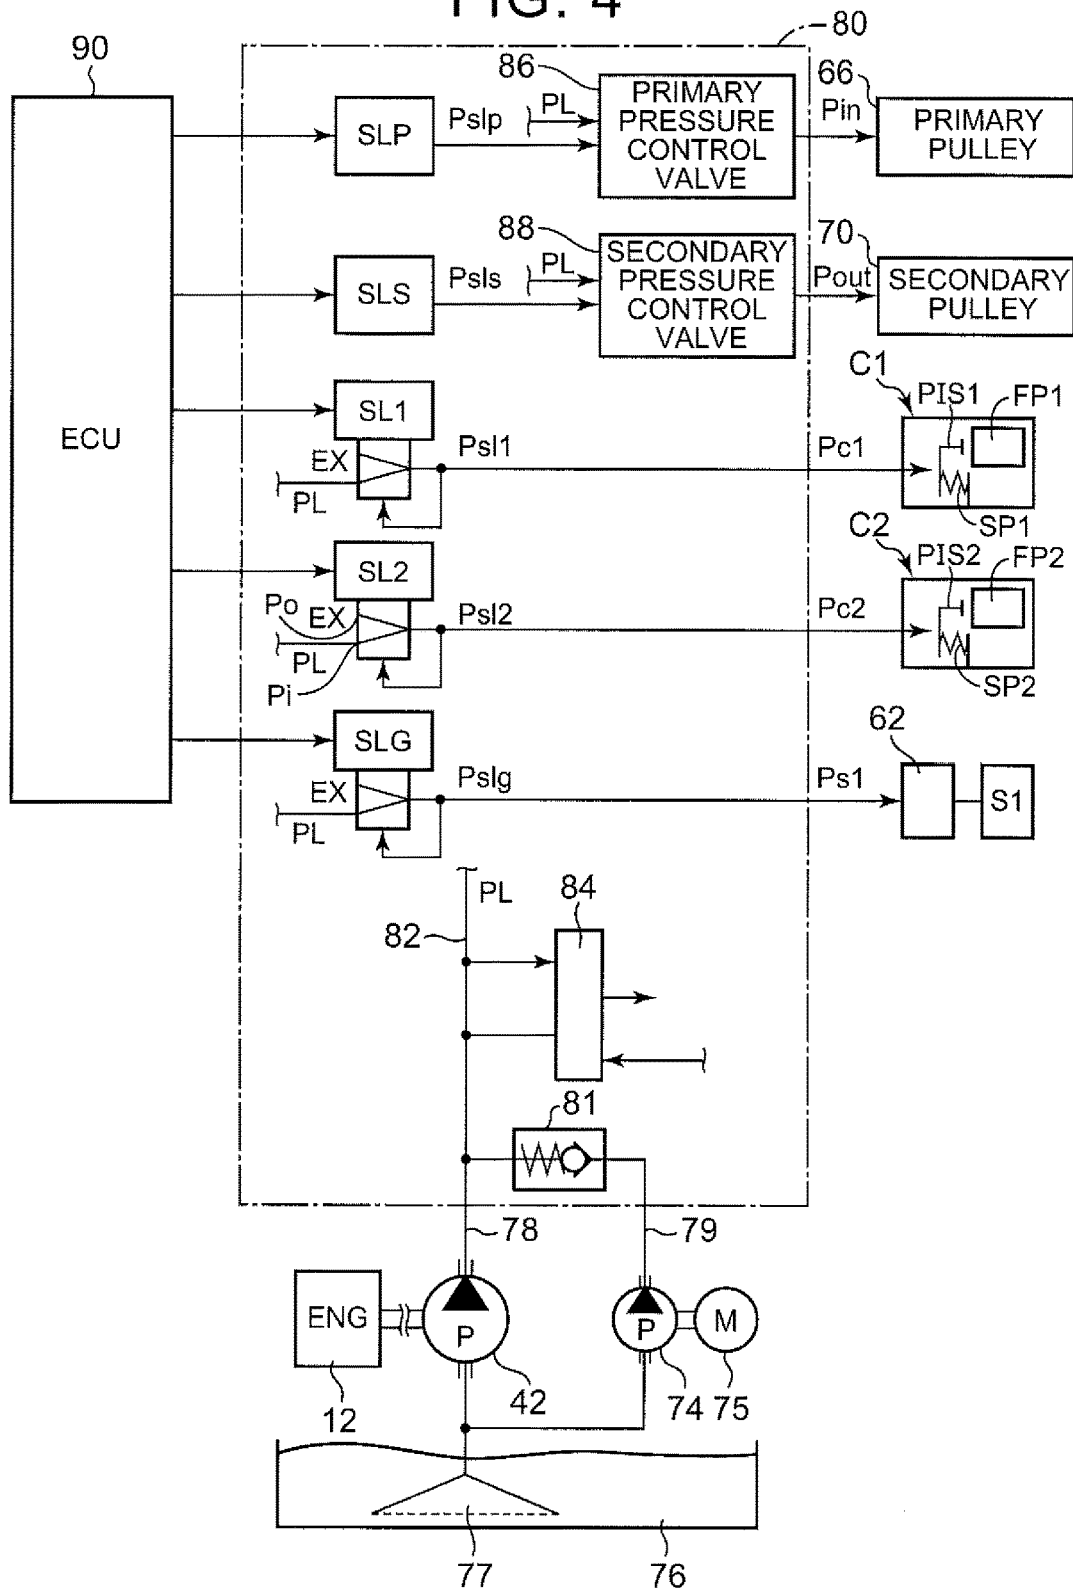 FIG. 4
90
80
86
66
PL
PRIMARY
PRESSURE
CONTROL
VALVE
SLP
Pslp
Pin
PRIMARY
PULLEY
88
70
PL
SECONDARY
PRESSURE
CONTROL
VALVE
SLS
Psls
Pout
SECONDARY
PULLEY
ECU
SL1
EX
PL
Psl1
Pc1
C1
PIS1
FP1
SP1
SL2
Po
EX
PL
Pi
Psl2
Pc2
C2
PIS2
FP2
SP2
SLG
EX
PL
Pslg
Ps1
62
S1
PL
82
84
81
78
79
ENG
P
P
M
12
42
74
75
77
76